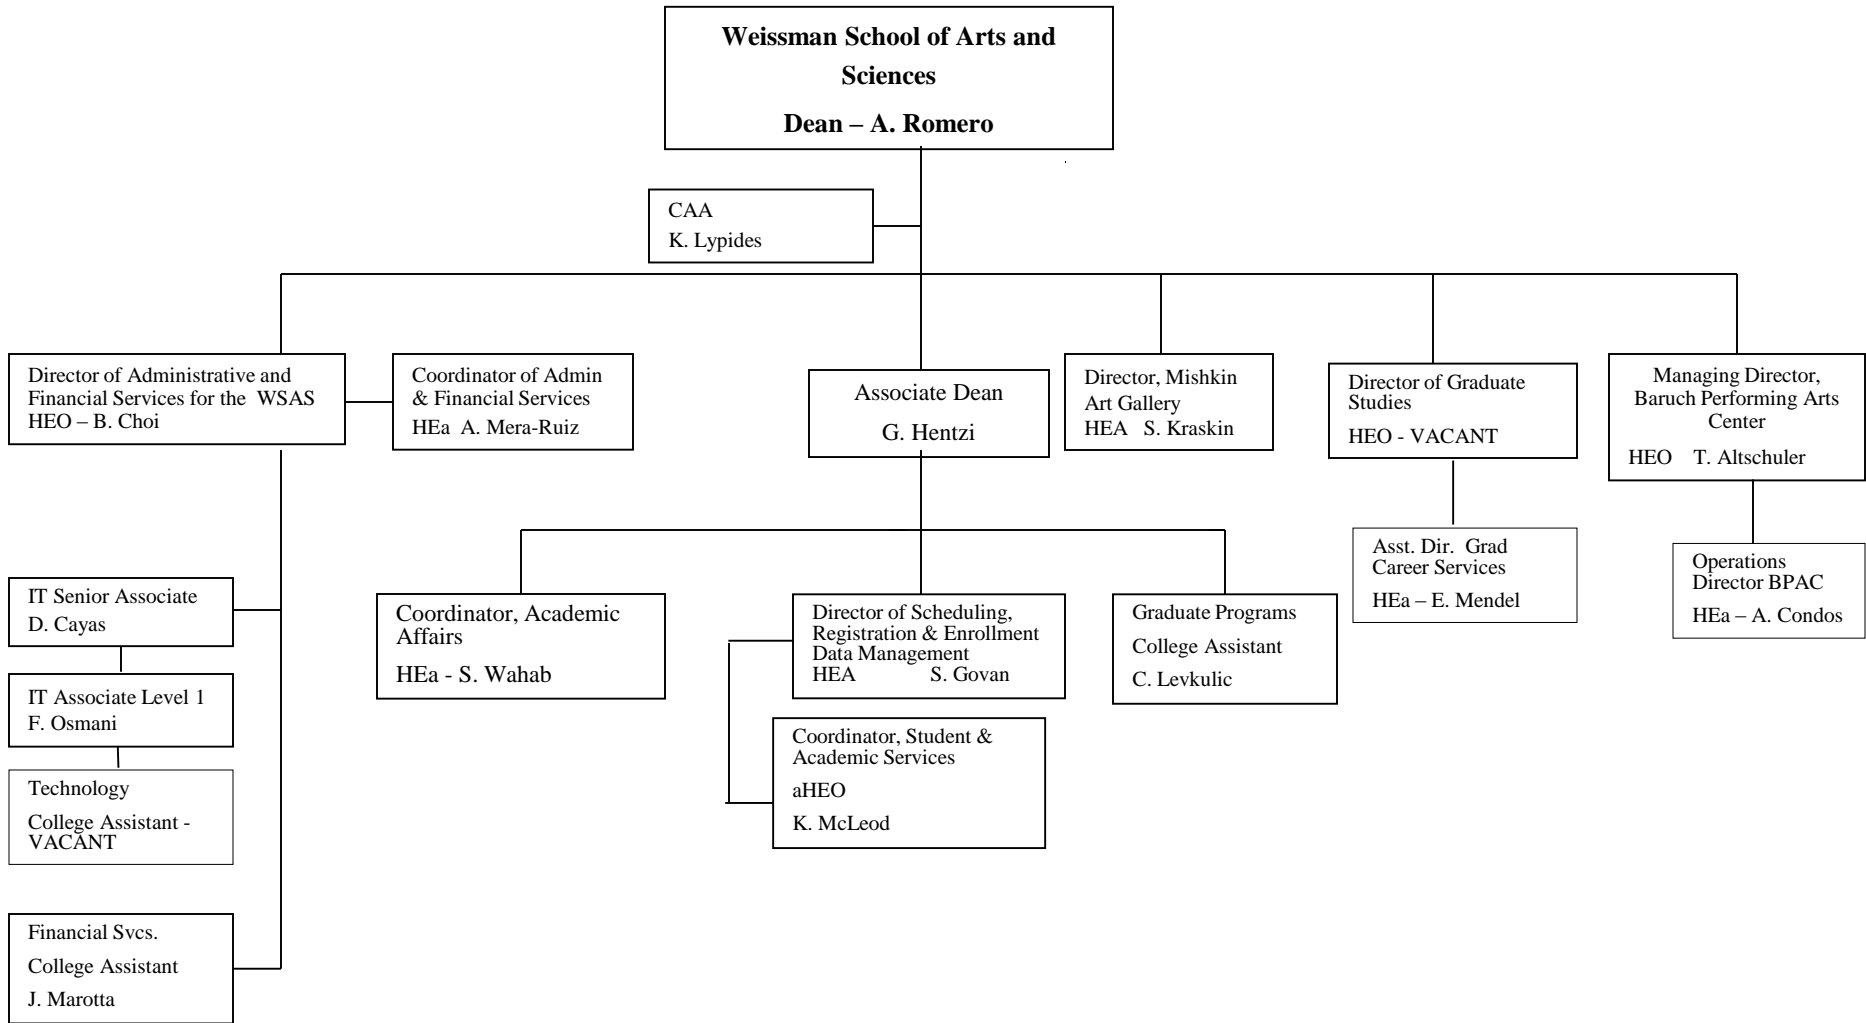 Weissman School of Arts and
Sciences
Dean – A. Romero
CAA
K. Lypides
Director of Administrative and
Financial Services for the WSAS
HEO – B. Choi
Coordinator of Admin
& Financial Services
HEa A. Mera-Ruiz
Associate Dean
G. Hentzi
Director, Mishkin
Art Gallery
HEA S. Kraskin
Director of Graduate
Studies
HEO - VACANT
Managing Director,
Baruch Performing Arts
Center
HEO T. Altschuler
IT Senior Associate
D. Cayas
IT Associate Level 1
F. Osmani
Technology
College Assistant -
VACANT
Financial Svcs.
College Assistant
J. Marotta
Coordinator, Academic
Affairs
HEa - S. Wahab
Director of Scheduling,
Registration & Enrollment
Data Management
HEA S. Govan
Coordinator, Student &
Academic Services
aHEO
K. McLeod
Graduate Programs
College Assistant
C. Levkulic
Asst. Dir. Grad
Career Services
HEa – E. Mendel
Operations
Director BPAC
HEa – A. Condos